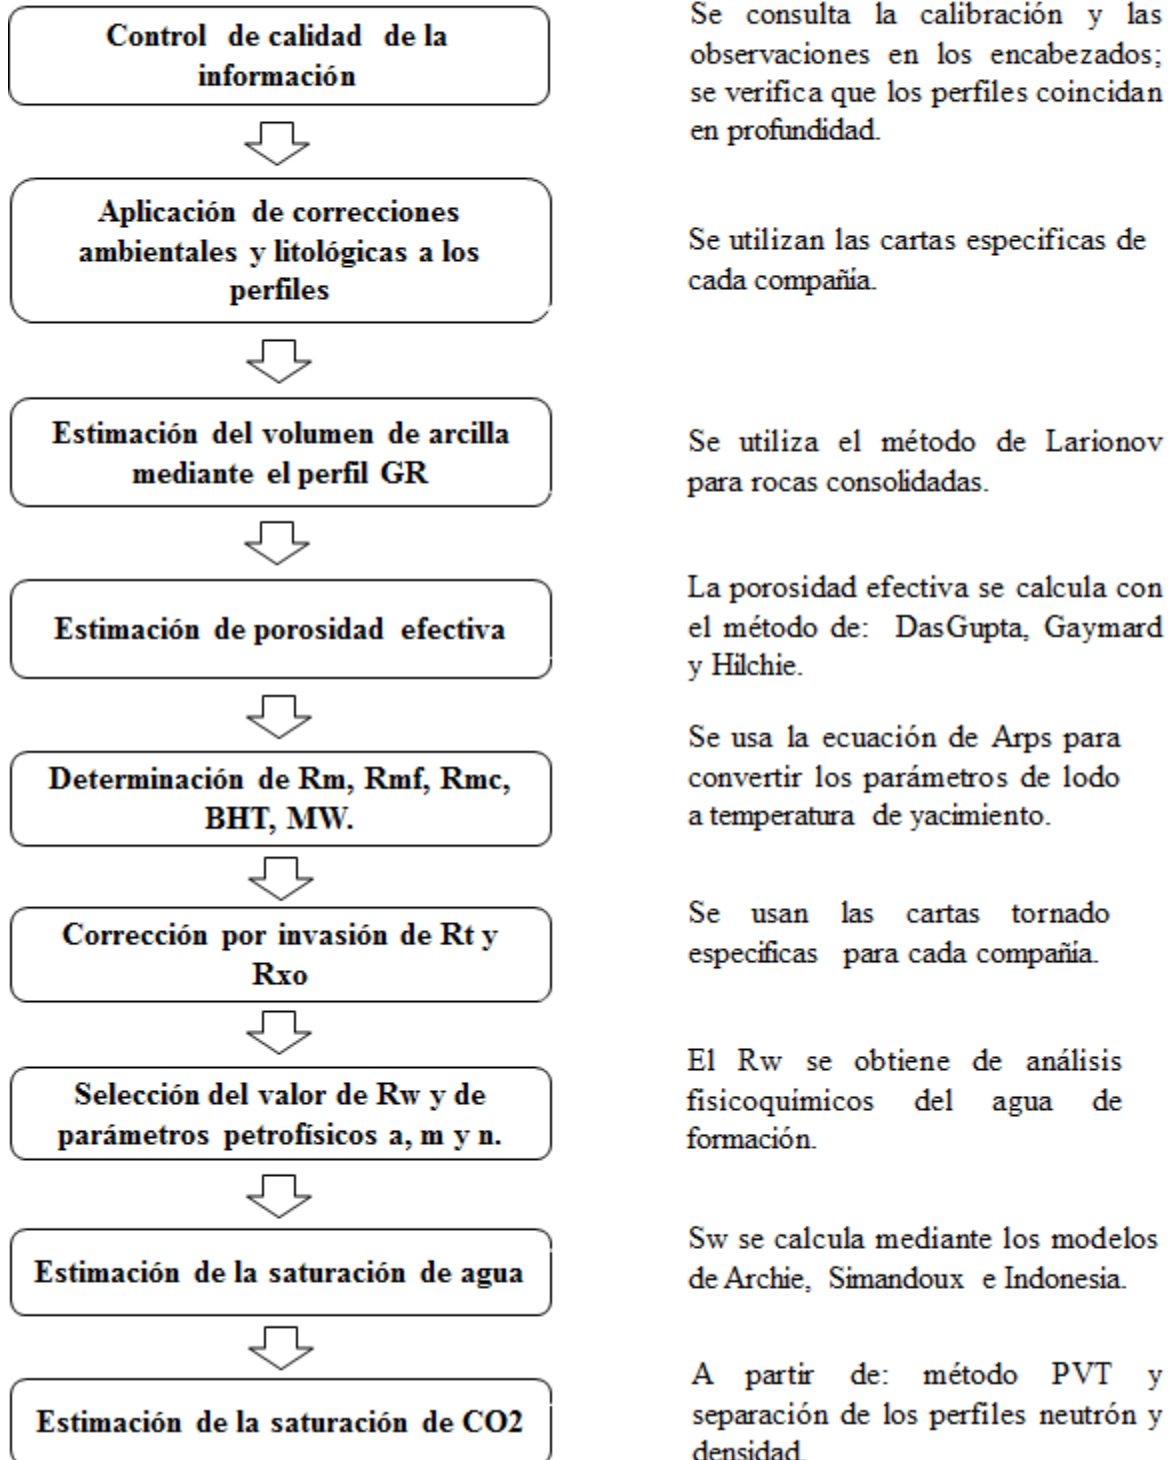 Control de calidad de la
información
Se consulta la calibración y las
observaciones en los encabezados;
se verifica que los perfiles coincidan
en profundidad.
Aplicación de correcciones
ambientales y litológicas a los
perfiles
Se utilizan las cartas especificas de
cada compañía.
Estimación del volumen de arcilla
mediante el perfil GR
Se utiliza el método de Larionov
para rocas consolidadas.
Estimación de porosidad efectiva
La porosidad efectiva se calcula con
el método de: DasGupta, Gaymard
y Hilchie.
Determinación de Rm, Rmf, Rmc,
BHT, MW.
Se usa la ecuación de Arps para
convertir los parámetros de lodo
a temperatura de yacimiento.
Corrección por invasión de Rt y
Rxo
Se usan las cartas tornado
especificas para cada compañía.
Selección del valor de Rw y de
parámetros petrofísicos a, m y n.
El Rw se obtiene de análisis
fisicoquimicos del agua de
formación.
Estimación de la saturación de agua
Sw se calcula mediante los modelos
de Archie, Simandoux e Indonesia.
Estimación de la saturación de CO2
A partir de: método PVT y
separación de los perfiles neutrón y
densidad.